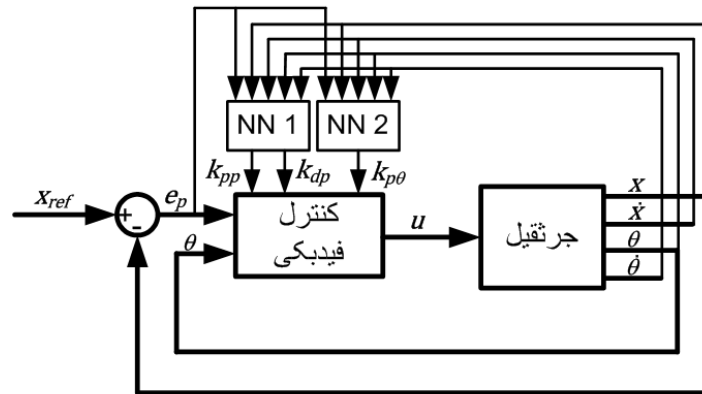 NN 1
NN 2
k_pp
k_dp
k_pθ
x_ref
+
-
e_p
θ
کنترل
فیدبکی
u
جرثقیل
x
ẋ
θ
θ̇